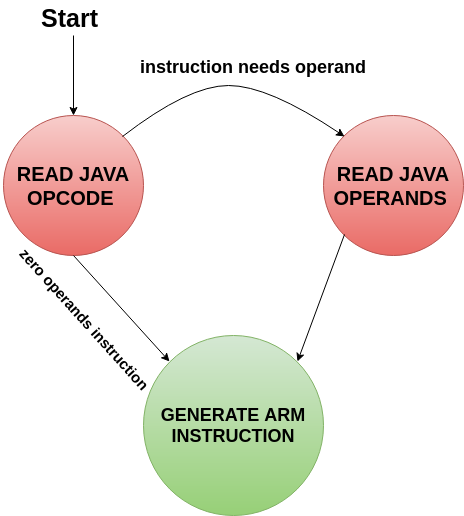 Start
instruction needs operand
READ JAVA
OPCODE
READ JAVA
OPERANDS
zero operands instruction
GENERATE ARM
INSTRUCTION